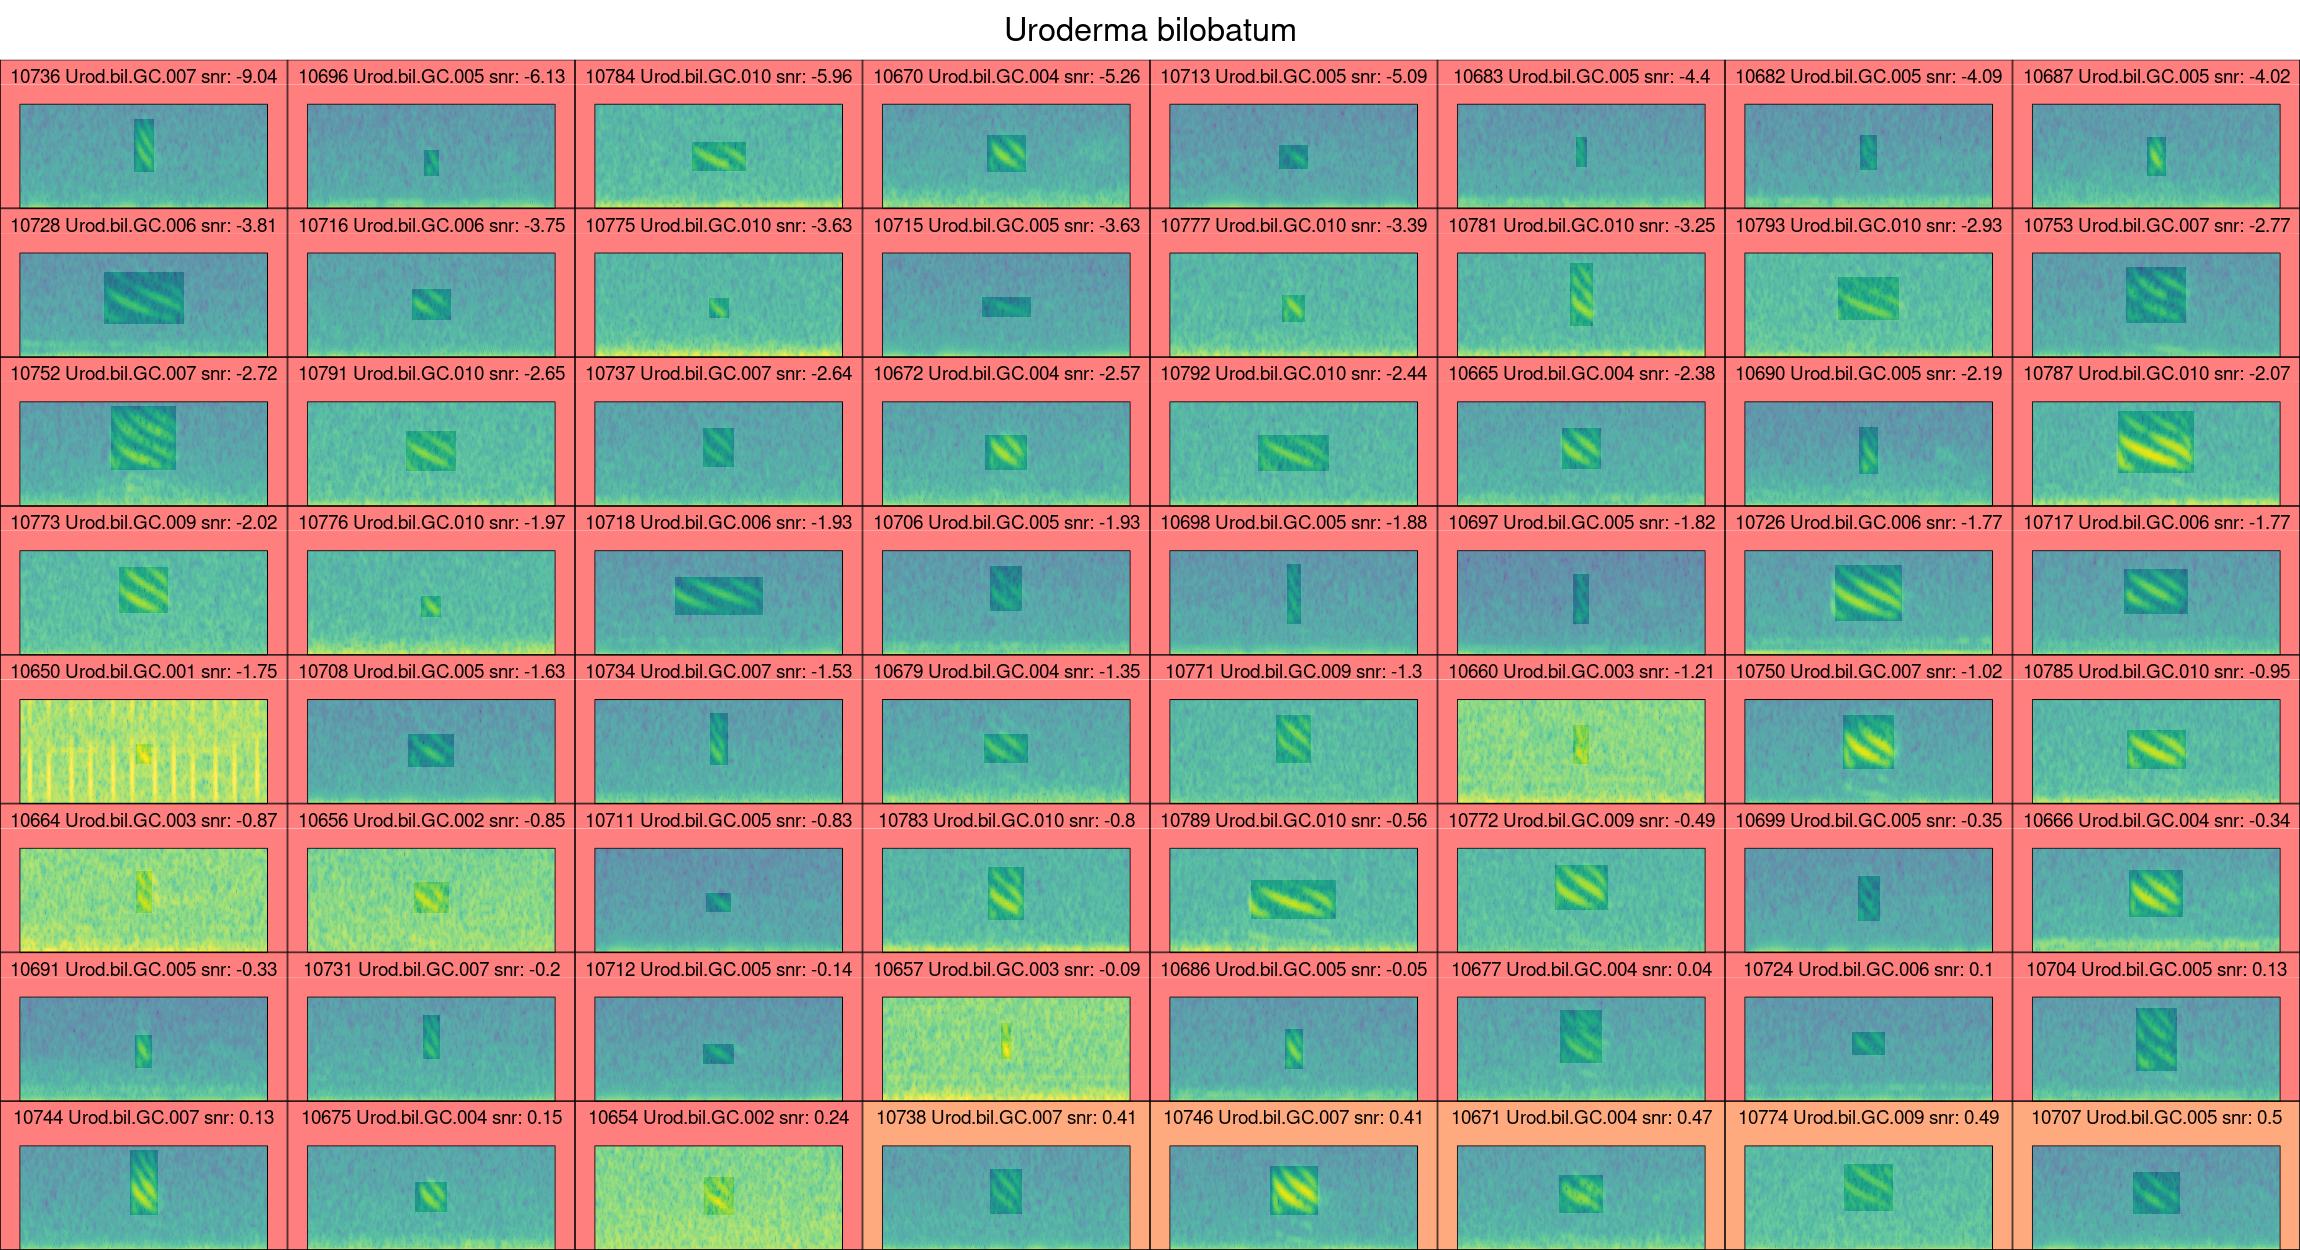 Uroderma bilobatum
10736 Urod.bil.GC.007 snr: -9.04
10696 Urod.bil.GC.005 snr: -6.13
10784 Urod.bil.GC.010 snr: -5.96
10670 Urod.bil.GC.004 snr: -5.26
10713 Urod.bil.GC.005 snr: -5.09
10683 Urod.bil.GC.005 snr: -4.4
10682 Urod.bil.GC.005 snr: -4.09
10687 Urod.bil.GC.005 snr: -4.02
10728 Urod.bil.GC.006 snr: -3.81
10716 Urod.bil.GC.006 snr: -3.75
10775 Urod.bil.GC.010 snr: -3.63
10715 Urod.bil.GC.005 snr: -3.63
10777 Urod.bil.GC.010 snr: -3.39
10781 Urod.bil.GC.010 snr: -3.25
10793 Urod.bil.GC.010 snr: -2.93
10753 Urod.bil.GC.007 snr: -2.77
10752 Urod.bil.GC.007 snr: -2.72
10791 Urod.bil.GC.010 snr: -2.65
10737 Urod.bil.GC.007 snr: -2.64
10672 Urod.bil.GC.004 snr: -2.57
10792 Urod.bil.GC.010 snr: -2.44
10665 Urod.bil.GC.004 snr: -2.38
10690 Urod.bil.GC.005 snr: -2.19
10787 Urod.bil.GC.010 snr: -2.07
10773 Urod.bil.GC.009 snr: -2.02
10776 Urod.bil.GC.010 snr: -1.97
10718 Urod.bil.GC.006 snr: -1.93
10706 Urod.bil.GC.005 snr: -1.93
10698 Urod.bil.GC.005 snr: -1.88
10697 Urod.bil.GC.005 snr: -1.82
10726 Urod.bil.GC.006 snr: -1.77
10717 Urod.bil.GC.006 snr: -1.77
10650 Urod.bil.GC.001 snr: -1.75
10708 Urod.bil.GC.005 snr: -1.63
10734 Urod.bil.GC.007 snr: -1.53
10679 Urod.bil.GC.004 snr: -1.35
10771 Urod.bil.GC.009 snr: -1.3
10660 Urod.bil.GC.003 snr: -1.21
10750 Urod.bil.GC.007 snr: -1.02
10785 Urod.bil.GC.010 snr: -0.95
10664 Urod.bil.GC.003 snr: -0.87
10656 Urod.bil.GC.002 snr: -0.85
10711 Urod.bil.GC.005 snr: -0.83
10783 Urod.bil.GC.010 snr: -0.8
10789 Urod.bil.GC.010 snr: -0.56
10772 Urod.bil.GC.009 snr: -0.49
10699 Urod.bil.GC.005 snr: -0.35
10666 Urod.bil.GC.004 snr: -0.34
10691 Urod.bil.GC.005 snr: -0.33
10731 Urod.bil.GC.007 snr: -0.2
10712 Urod.bil.GC.005 snr: -0.14
10657 Urod.bil.GC.003 snr: -0.09
10686 Urod.bil.GC.005 snr: -0.05
10677 Urod.bil.GC.004 snr: 0.04
10724 Urod.bil.GC.006 snr: 0.1
10704 Urod.bil.GC.005 snr: 0.13
10744 Urod.bil.GC.007 snr: 0.13
10675 Urod.bil.GC.004 snr: 0.15
10654 Urod.bil.GC.002 snr: 0.24
10738 Urod.bil.GC.007 snr: 0.41
10746 Urod.bil.GC.007 snr: 0.41
10671 Urod.bil.GC.004 snr: 0.47
10774 Urod.bil.GC.009 snr: 0.49
10707 Urod.bil.GC.005 snr: 0.5